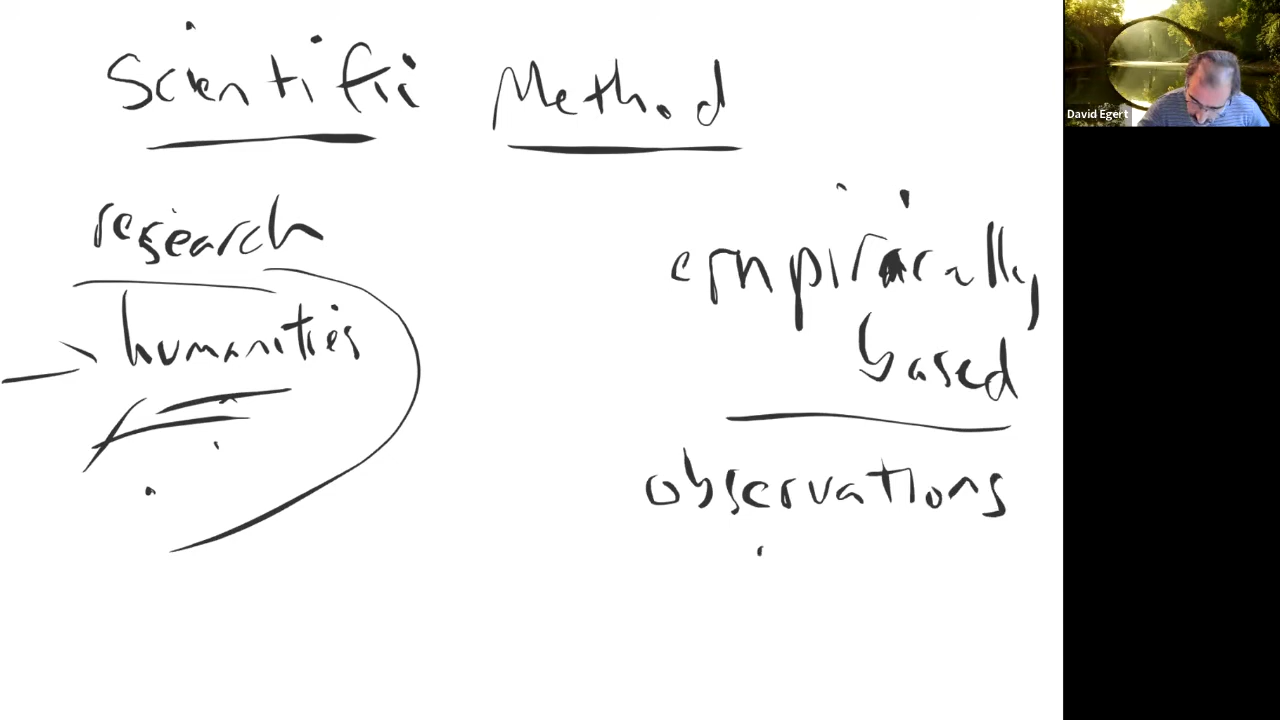 Scientific Method
research
humanities
empirically
based
observations
David Egert